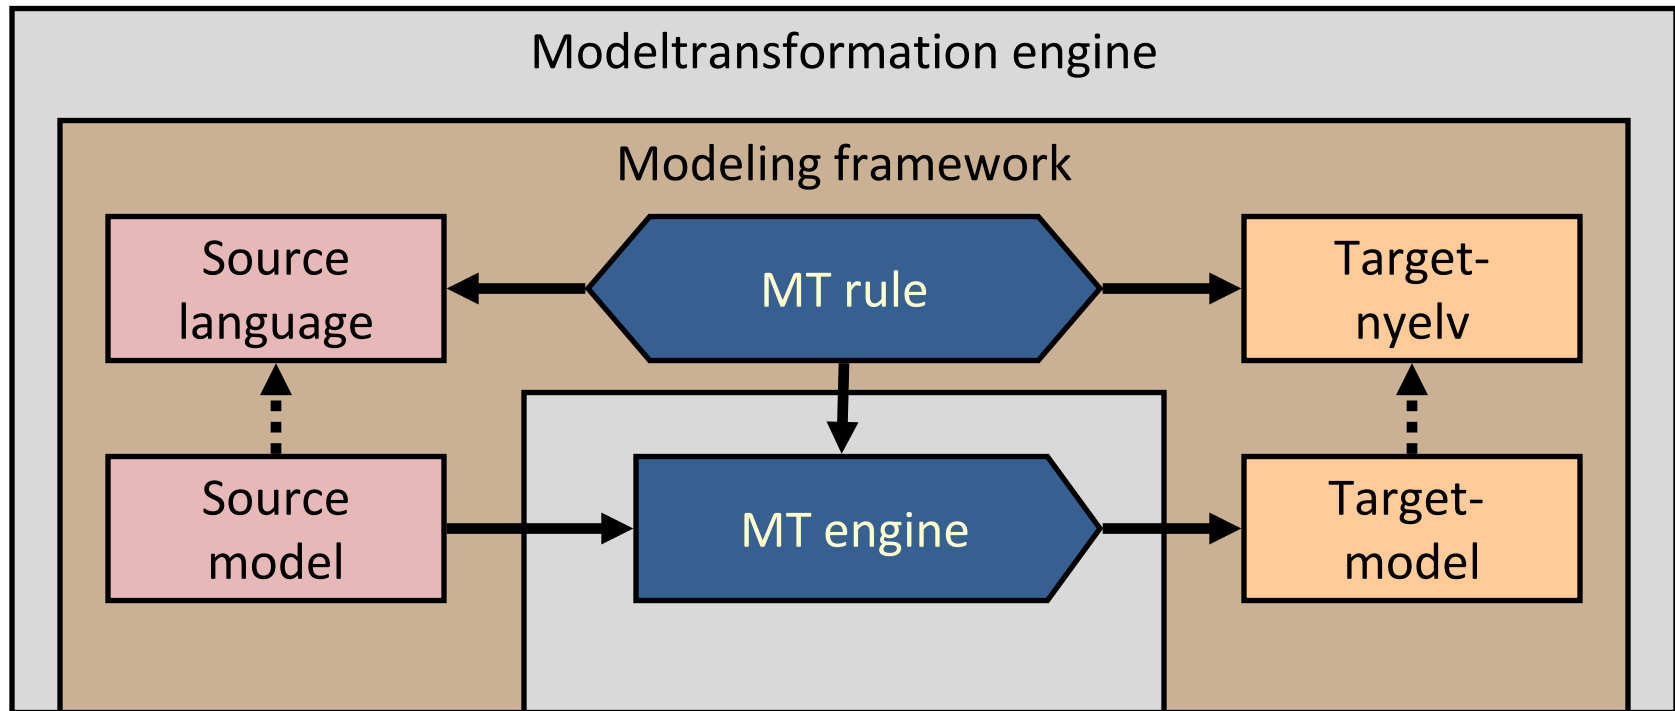 Modeltransformation engine
Modeling framework
Source
language
MT rule
Target-
nyelv
Source
model
MT engine
Target-
model